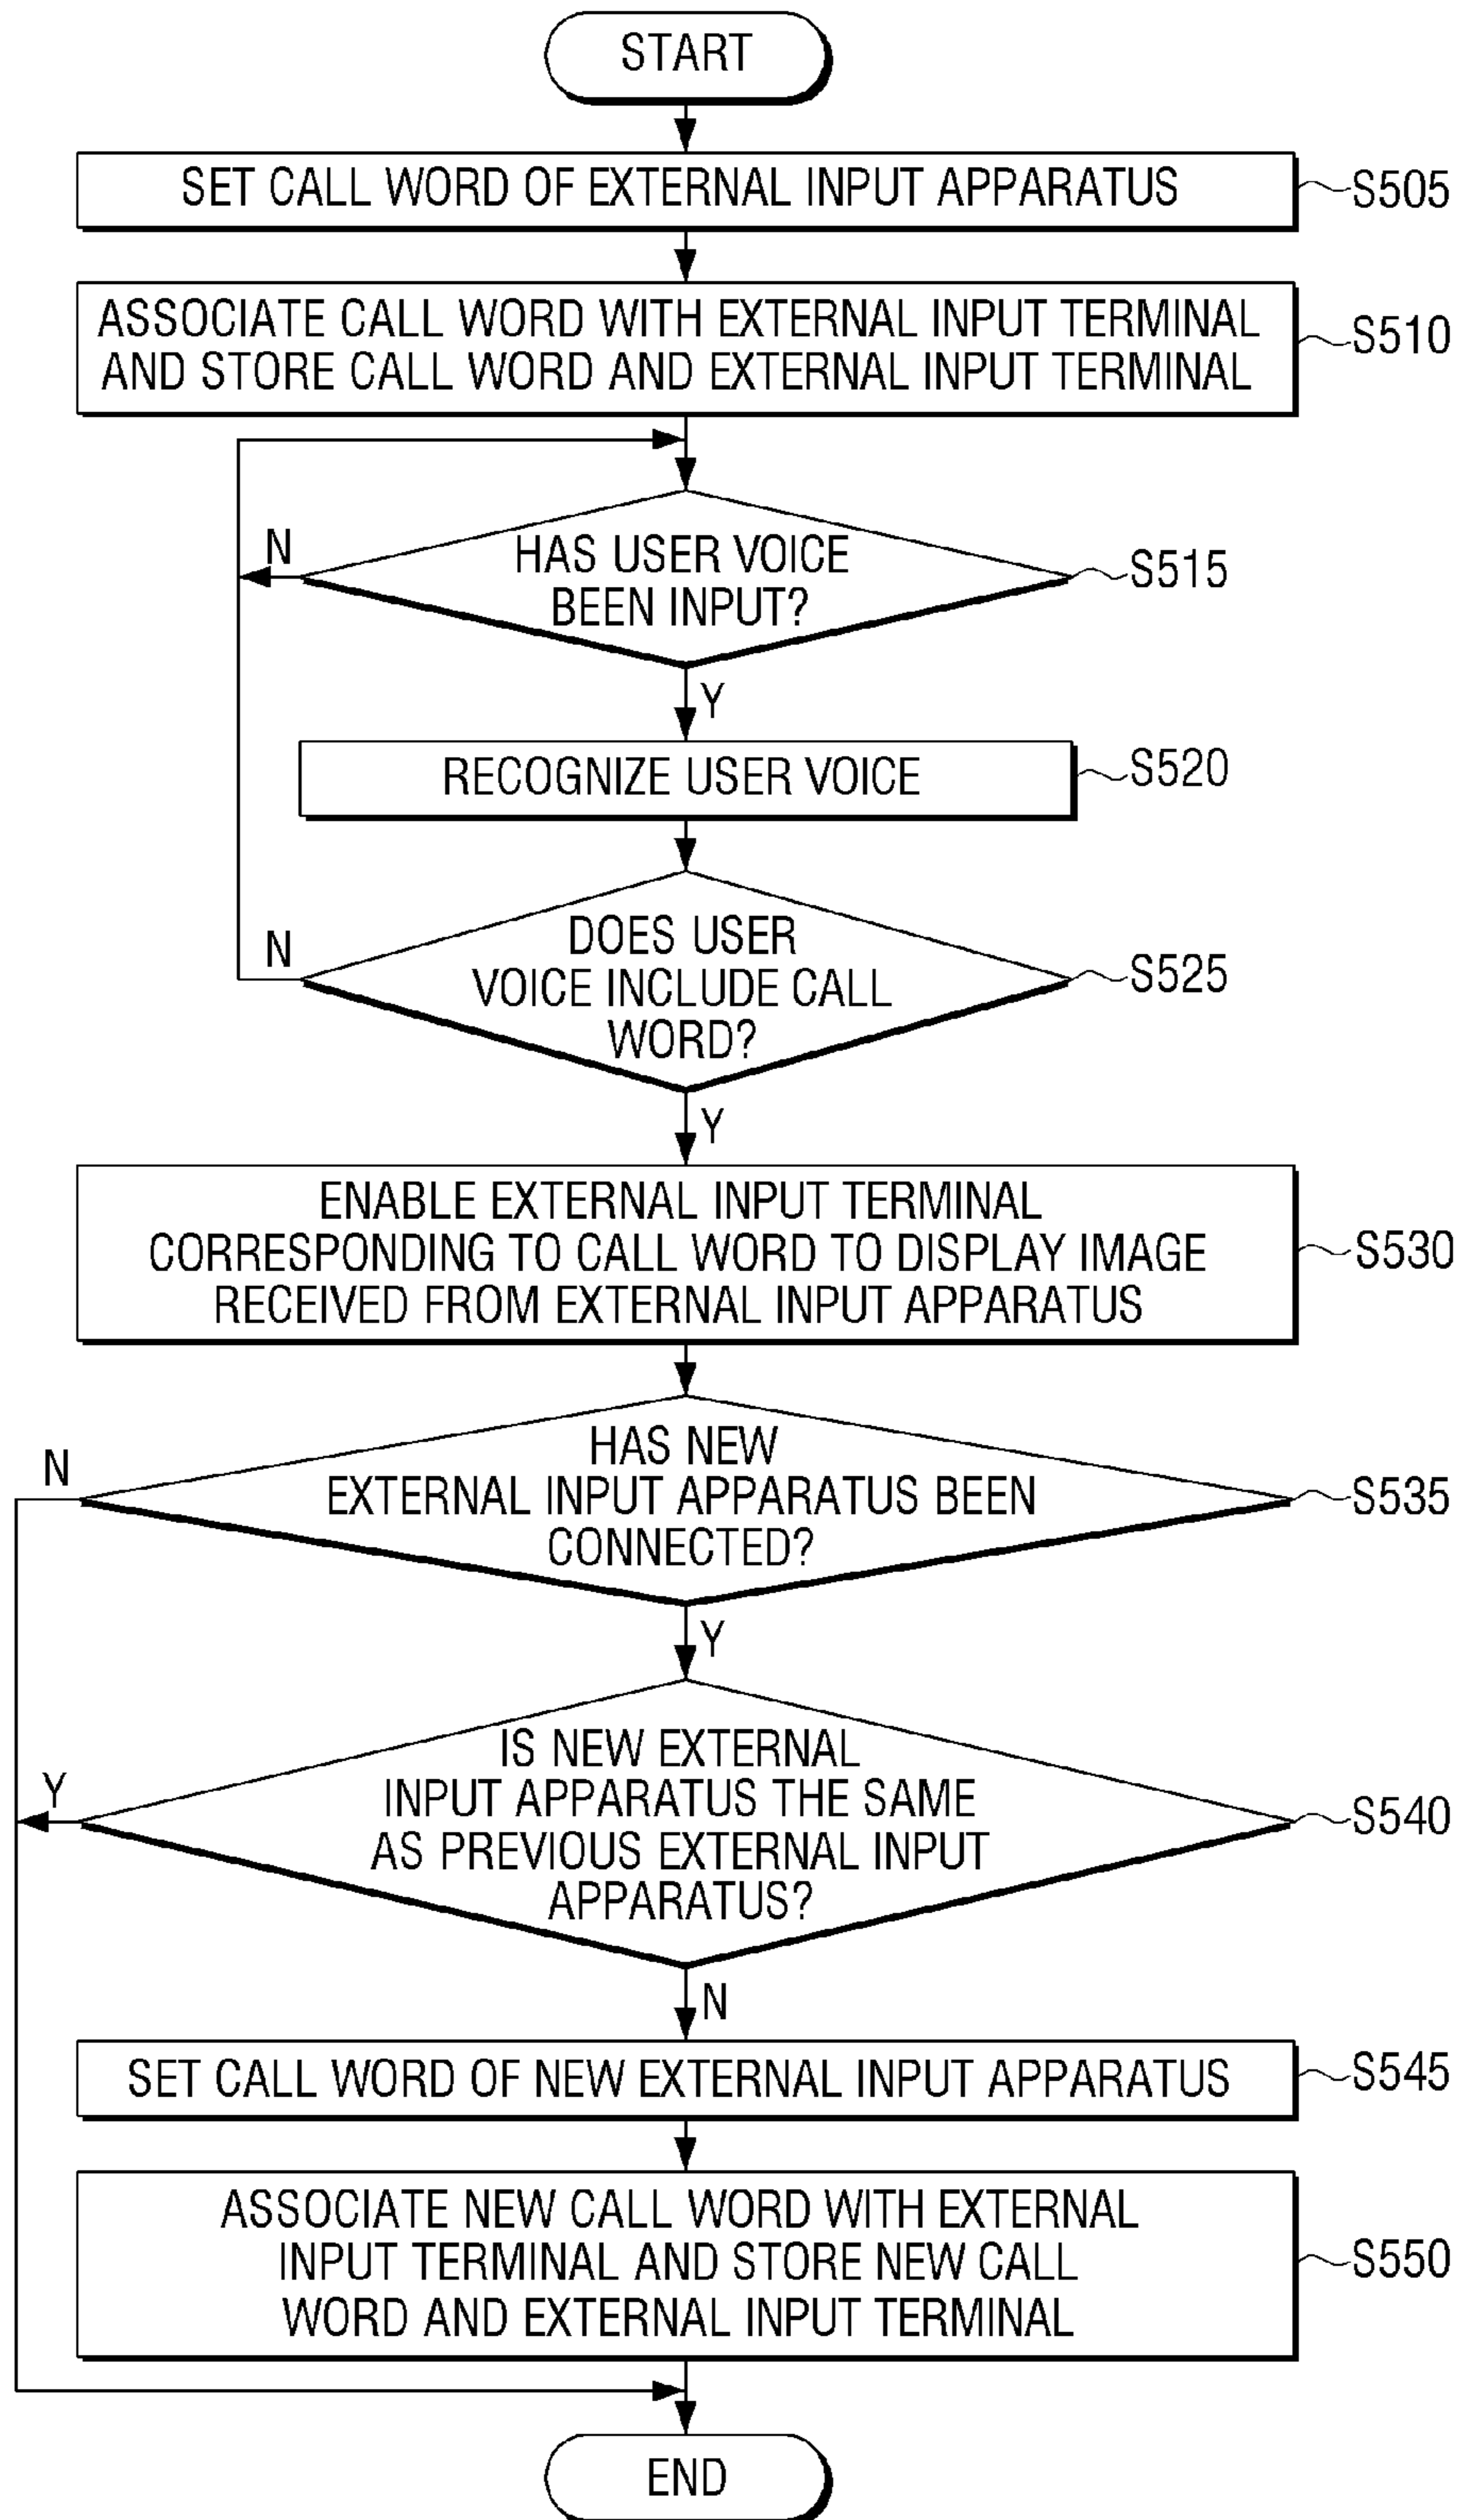 START
SET CALL WORD OF EXTERNAL INPUT APPARATUS
S505
ASSOCIATE CALL WORD WITH EXTERNAL INPUT TERMINAL
AND STORE CALL WORD AND EXTERNAL INPUT TERMINAL
S510
HAS USER VOICE
BEEN INPUT?
S515
N
Y
RECOGNIZE USER VOICE
S520
DOES USER
VOICE INCLUDE CALL
WORD?
S525
N
Y
ENABLE EXTERNAL INPUT TERMINAL
CORRESPONDING TO CALL WORD TO DISPLAY IMAGE
RECEIVED FROM EXTERNAL INPUT APPARATUS
S530
HAS NEW
EXTERNAL INPUT APPARATUS BEEN
CONNECTED?
S535
N
Y
IS NEW EXTERNAL
INPUT APPARATUS THE SAME
AS PREVIOUS EXTERNAL INPUT
APPARATUS?
S540
Y
N
SET CALL WORD OF NEW EXTERNAL INPUT APPARATUS
S545
ASSOCIATE NEW CALL WORD WITH EXTERNAL
INPUT TERMINAL AND STORE NEW CALL
WORD AND EXTERNAL INPUT TERMINAL
S550
END